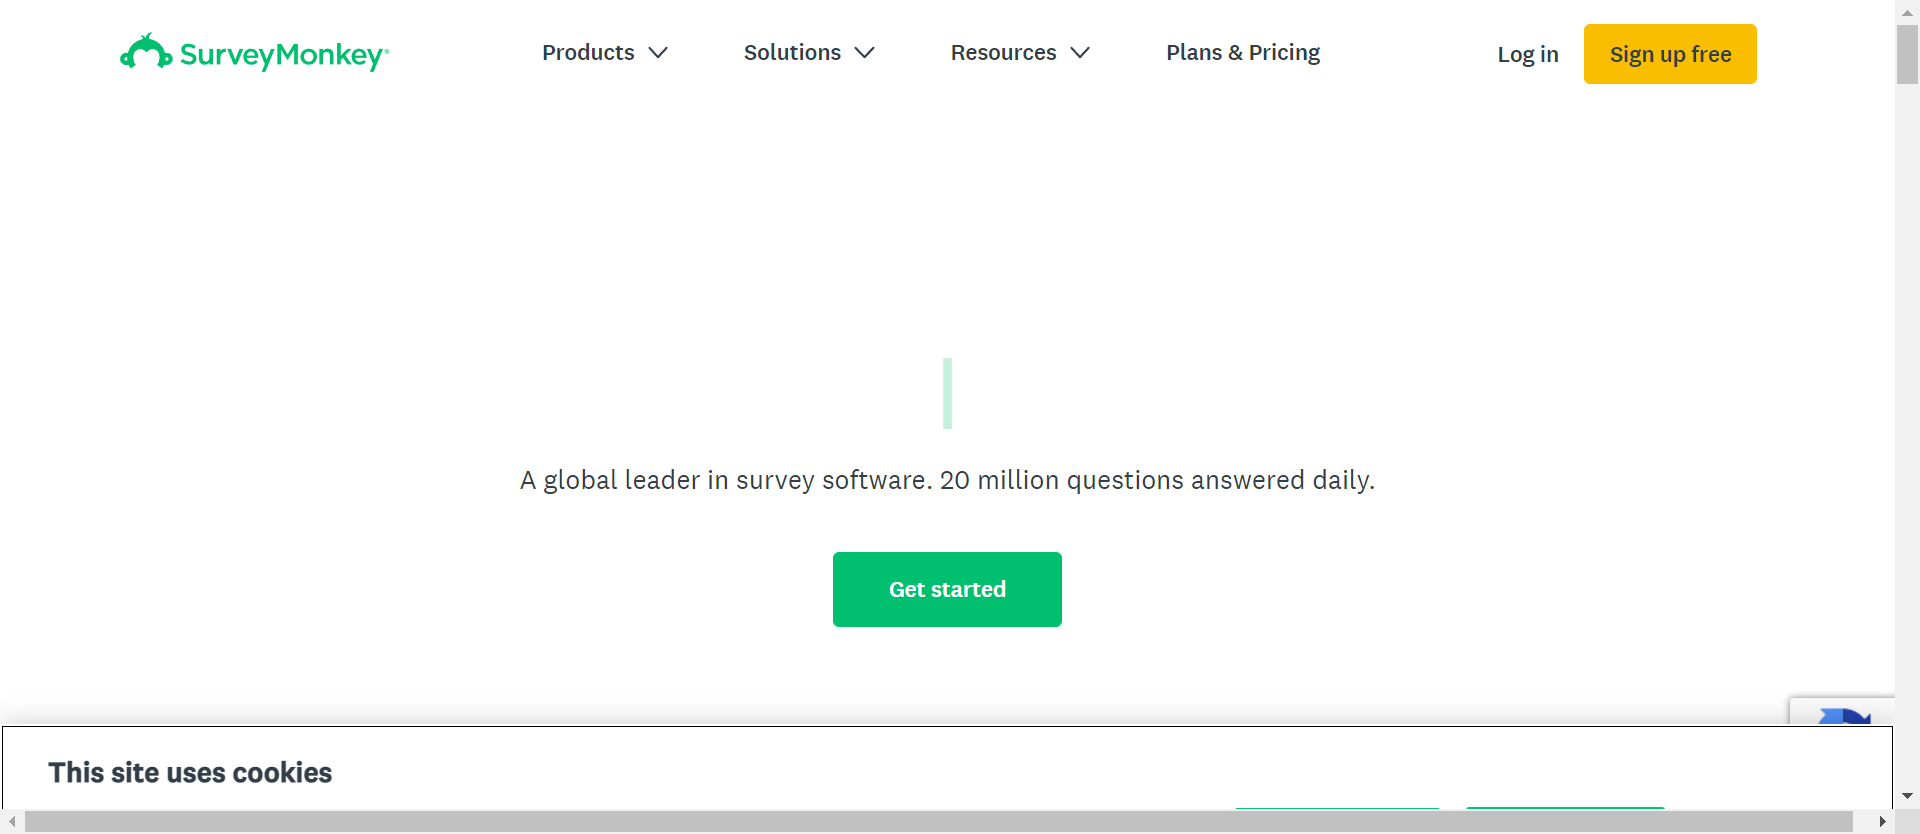 SurveyMonkey®
Products
Solutions
Resources
Plans & Pricing
Log in
Sign up free
A global leader in survey software. 20 million questions answered daily.
Get started
This site uses cookies